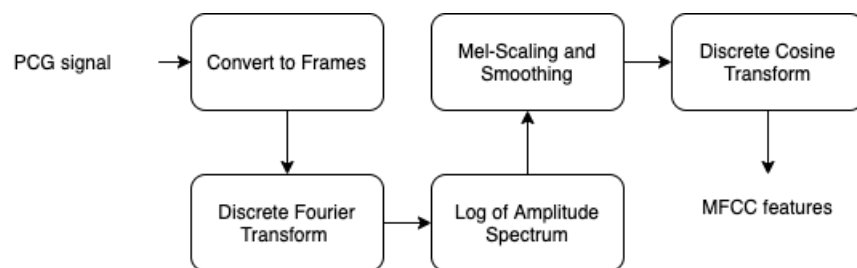 PCG signal
Convert to Frames
Discrete Fourier
Transform
Log of Amplitude
Spectrum
Mel-Scaling and
Smoothing
Discrete Cosine
Transform
MFCC features